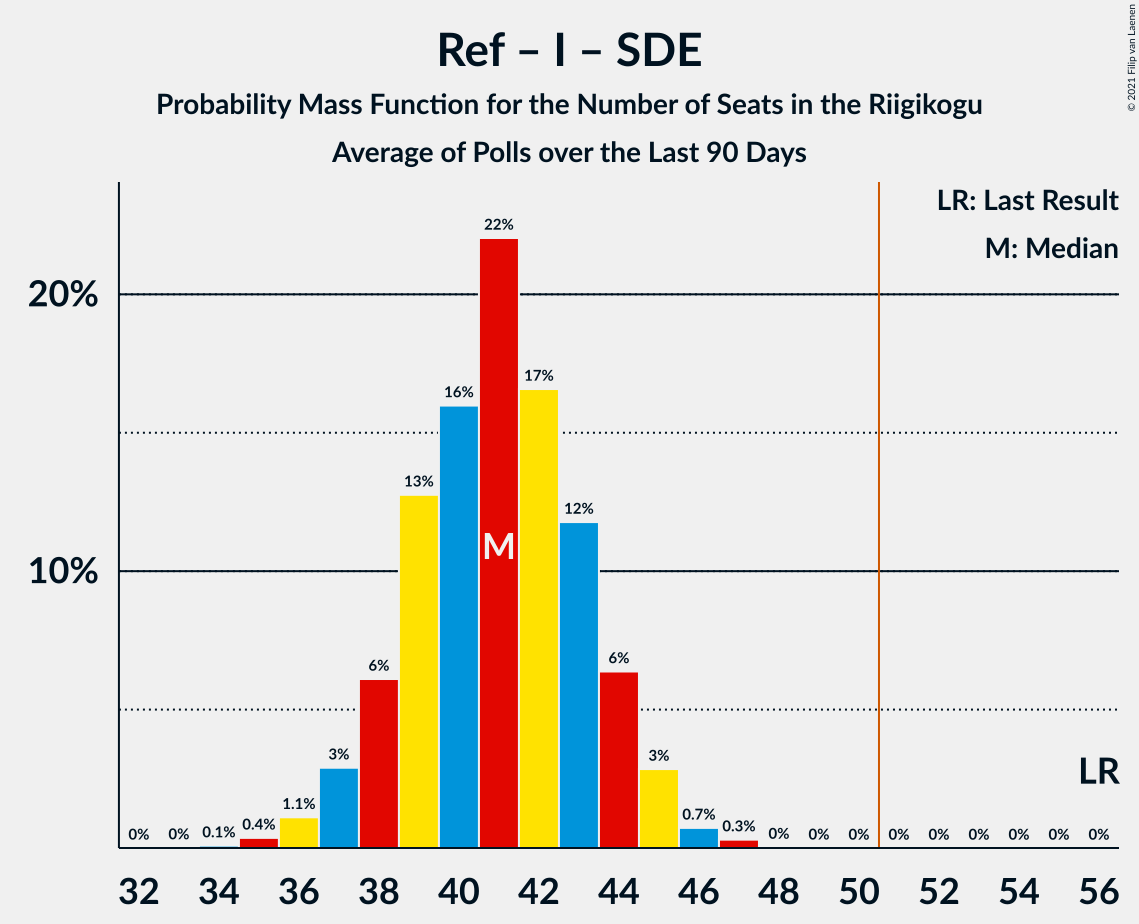 Ref – I – SDE
Probability Mass Function for the Number of Seats in the Riigikogu
Average of Polls over the Last 90 Days
© 2021 Filip van Laenen
LR: Last Result
M: Median
20%
10%
0% 0% 0.1% 0.4% 1.1% 3% 6% 13% 16% 22% 17% 12% 6% 3% 0.7% 0.3% 0% 0% 0% 0% 0% 0% 0% 0% 0%
M
LR
32 34 36 38 40 42 44 46 48 50 52 54 56